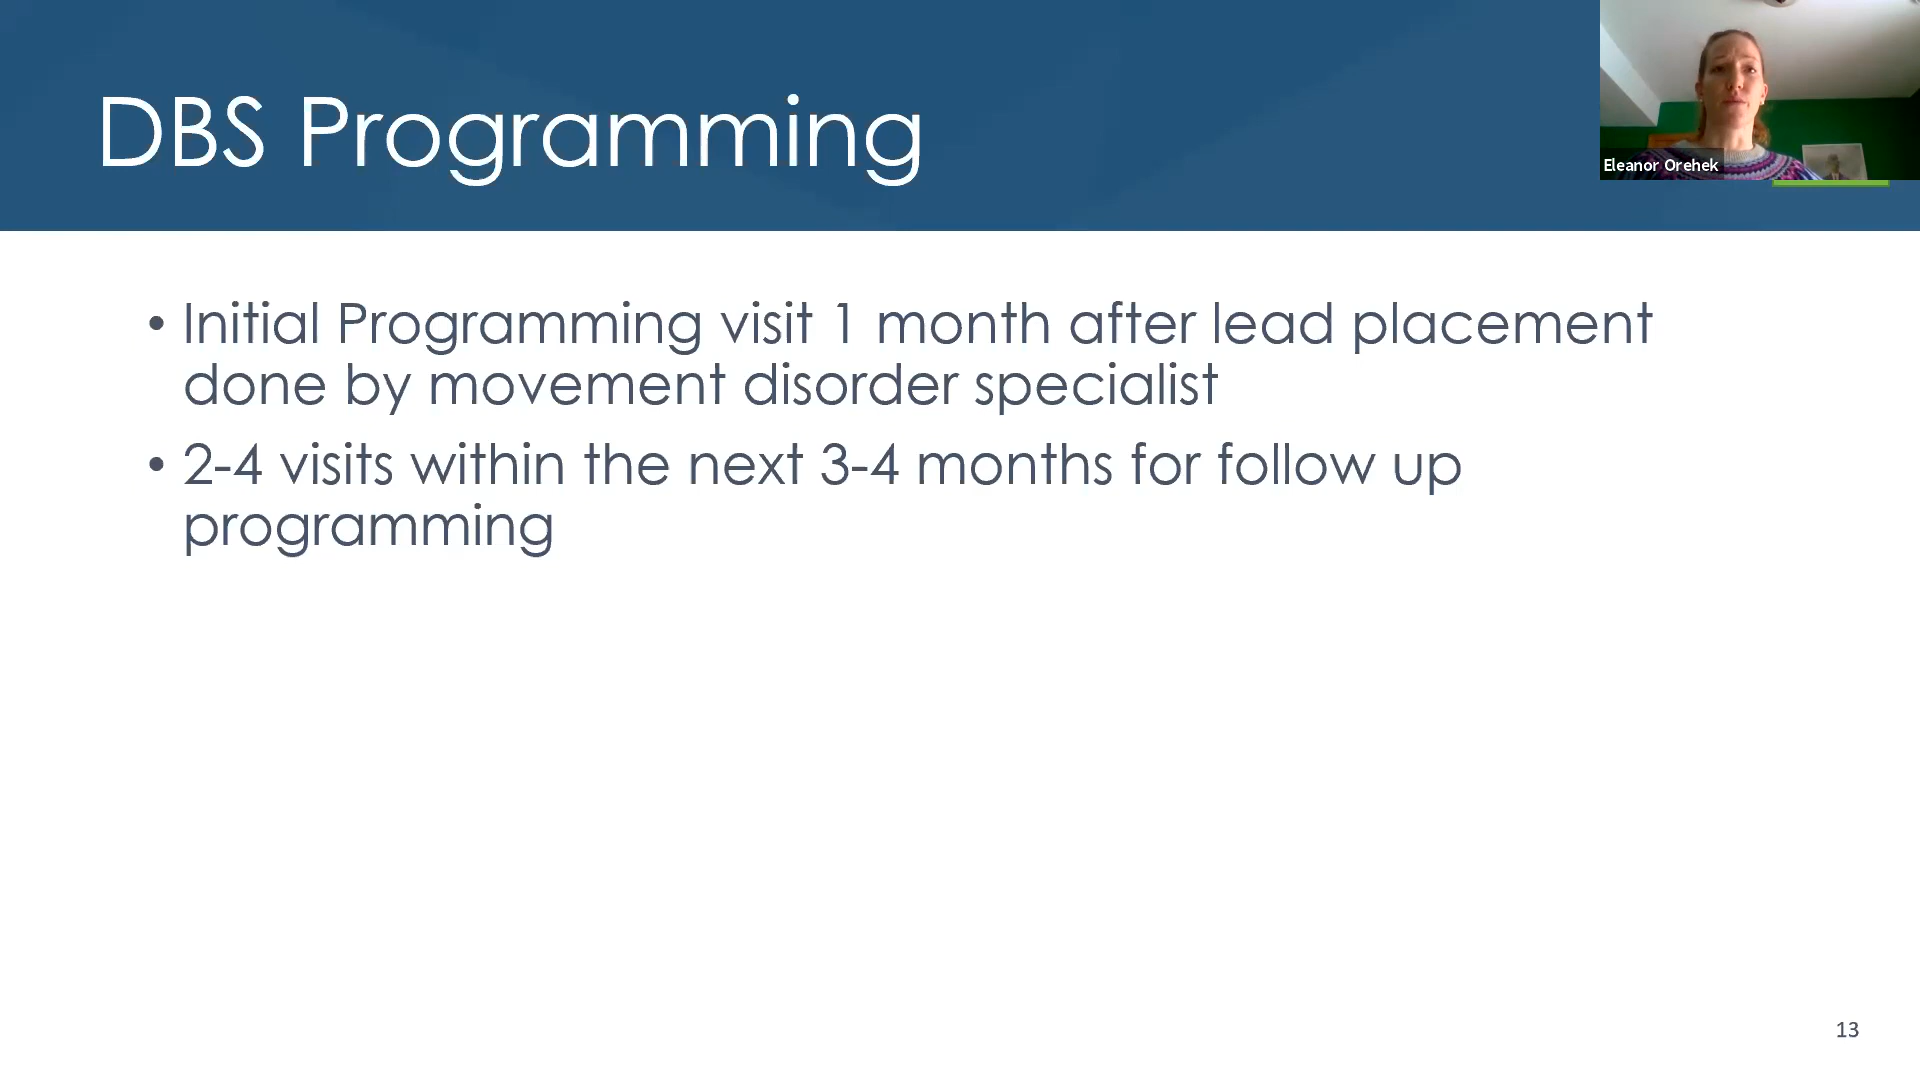 DBS Programming
Eleanor Orehek
• Initial Programming visit 1 month after lead placement
done by movement disorder specialist
• 2-4 visits within the next 3-4 months for follow up
programming
13